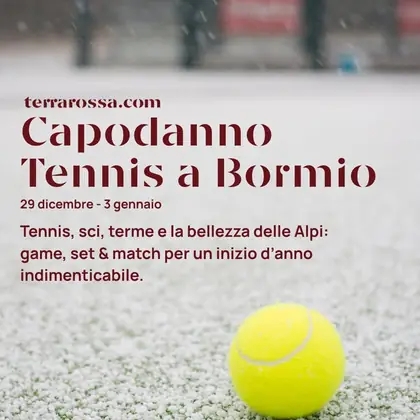 terrarossa.com
Capodanno
Tennis a Bormio
29 dicembre - 3 gennaio
Tennis, sci, terme e la bellezza delle Alpi:
game, set & match per un inizio d’anno
indimenticabile.